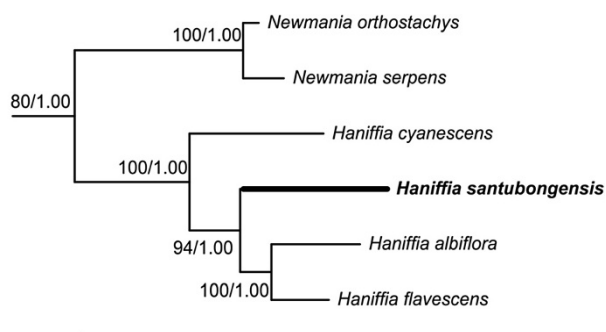 Newmania orthostachys
100/1.00
Newmania serpens
80/1.00
Haniffia cyanescens
100/1.00
Haniffia santubongensis
94/1.00
Haniffia albiflora
100/1.00
Haniffia flavescens